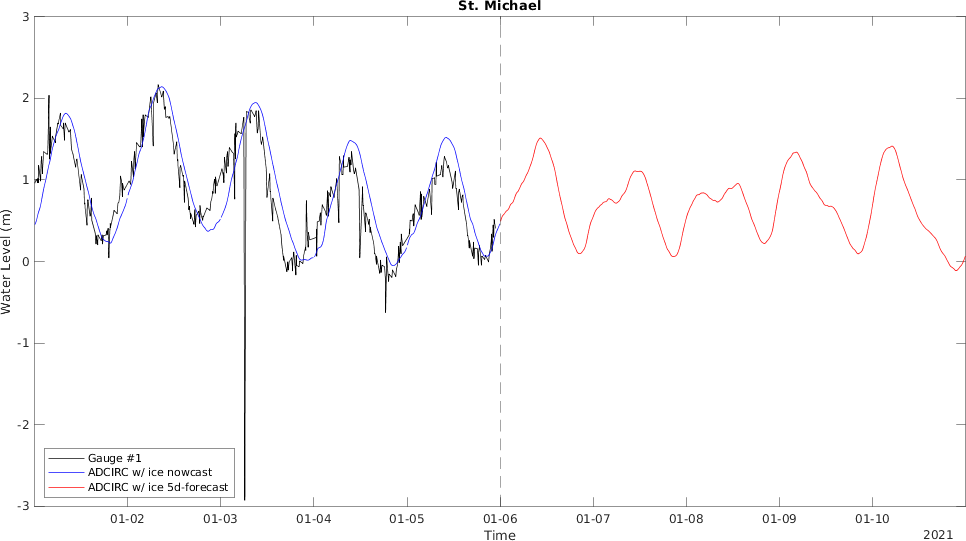 St. Michael
3
2
1
0
-1
-2
-3
Water Level (m)
Gauge #1
ADCIRC w/ ice nowcast
ADCIRC w/ ice 5d-forecast
01-02
01-03
01-04
01-05
01-06
01-07
01-08
01-09
01-10
Time
2021